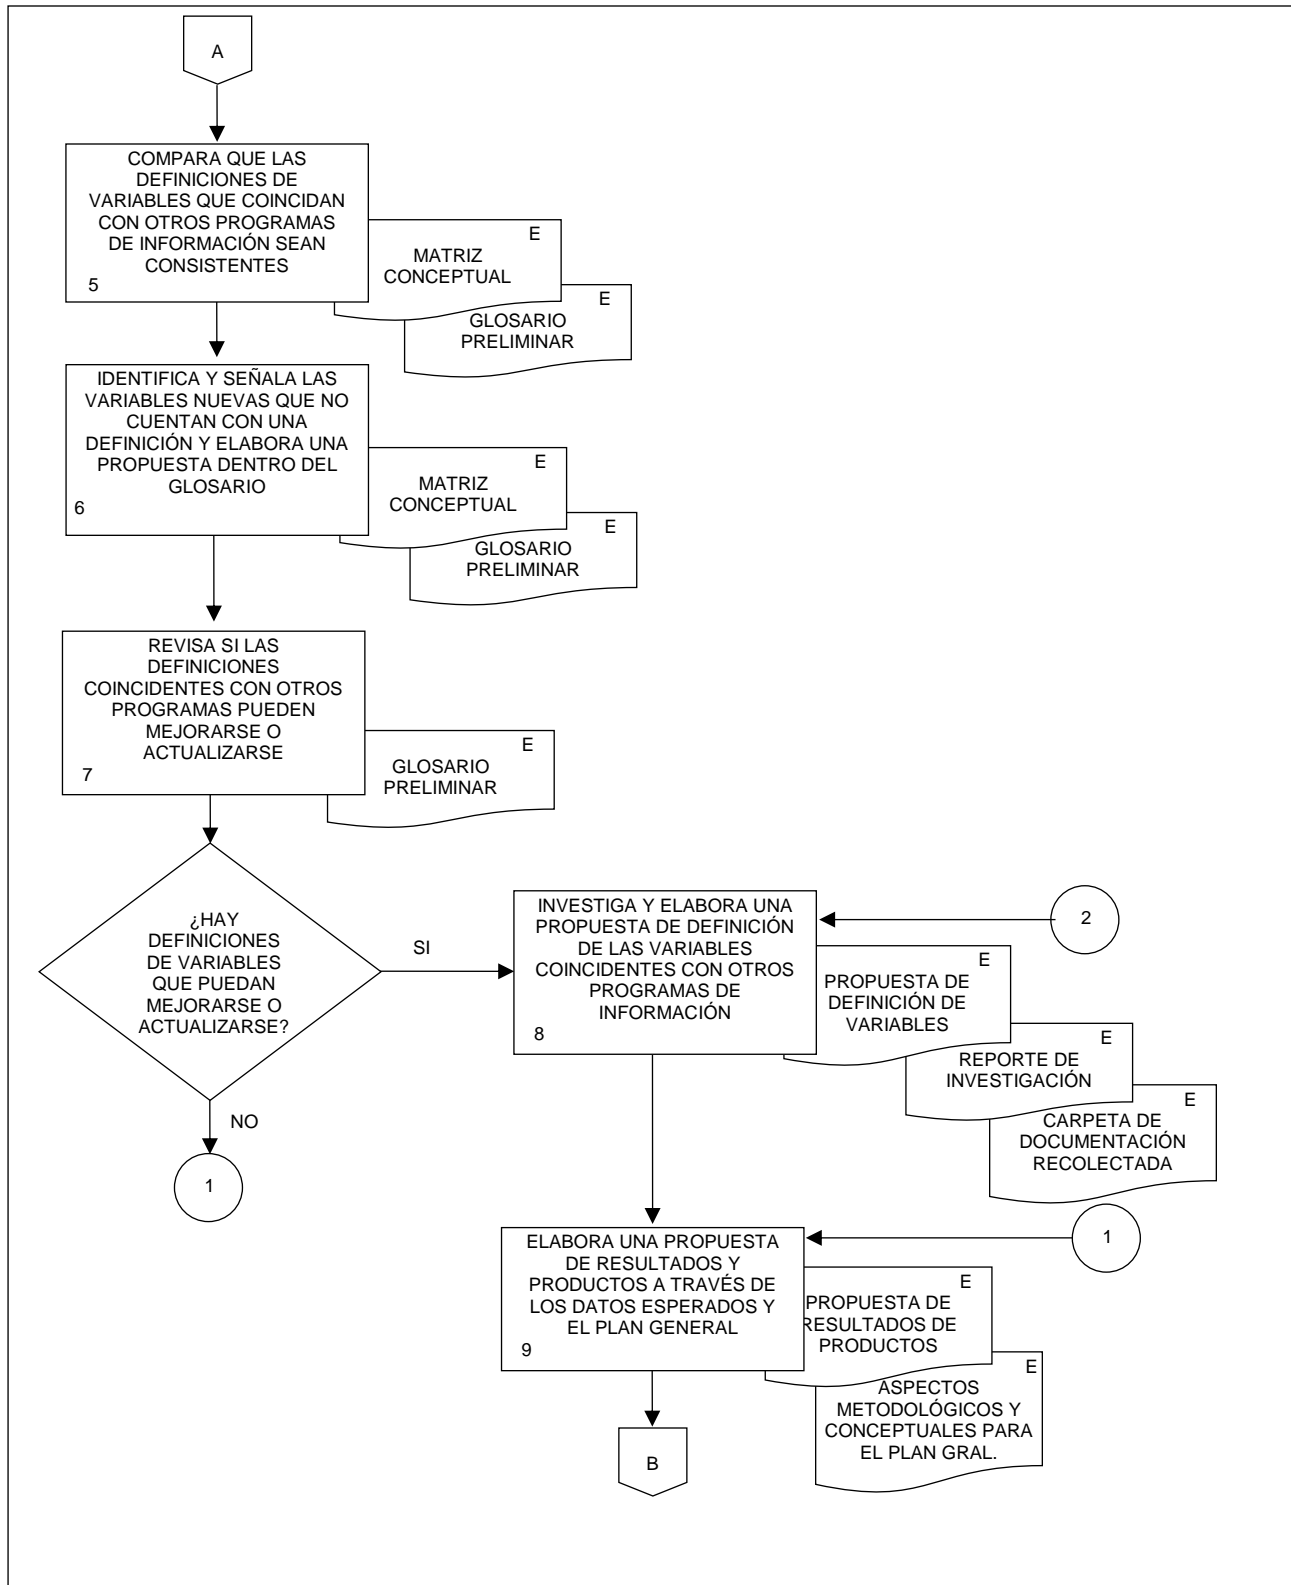 A
COMPARA QUE LAS
DEFINICIONES DE
VARIABLES QUE COINCIDAN
CON OTROS PROGRAMAS
DE INFORMACIÓN SEAN
CONSISTENTES
5
E
MATRIZ
CONCEPTUAL
E
GLOSARIO
PRELIMINAR
IDENTIFICA Y SEÑALA LAS
VARIABLES NUEVAS QUE NO
CUENTAN CON UNA
DEFINICIÓN Y ELABORA UNA
PROPUESTA DENTRO DEL
GLOSARIO
6
E
MATRIZ
CONCEPTUAL
E
GLOSARIO
PRELIMINAR
REVISA SI LAS
DEFINICIONES
COINCIDENTES CON OTROS
PROGRAMAS PUEDEN
MEJORARSE O
ACTUALIZARSE
7
E
GLOSARIO
PRELIMINAR
¿HAY
DEFINICIONES
DE VARIABLES
QUE PUEDAN
MEJORARSE O
ACTUALIZARSE?
SI
NO
1
INVESTIGA Y ELABORA UNA
PROPUESTA DE DEFINICIÓN
DE LAS VARIABLES
COINCIDENTES CON OTROS
PROGRAMAS DE
INFORMACIÓN
8
2
E
PROPUESTA DE
DEFINICIÓN DE
VARIABLES
E
REPORTE DE
INVESTIGACIÓN
E
CARPETA DE
DOCUMENTACIÓN
RECOLECTADA
ELABORA UNA PROPUESTA
DE RESULTADOS Y
PRODUCTOS A TRAVÉS DE
LOS DATOS ESPERADOS Y
EL PLAN GENERAL
9
1
E
PROPUESTA DE
RESULTADOS DE
PRODUCTOS
E
ASPECTOS
METODOLÓGICOS Y
CONCEPTUALES PARA
EL PLAN GRAL.
B